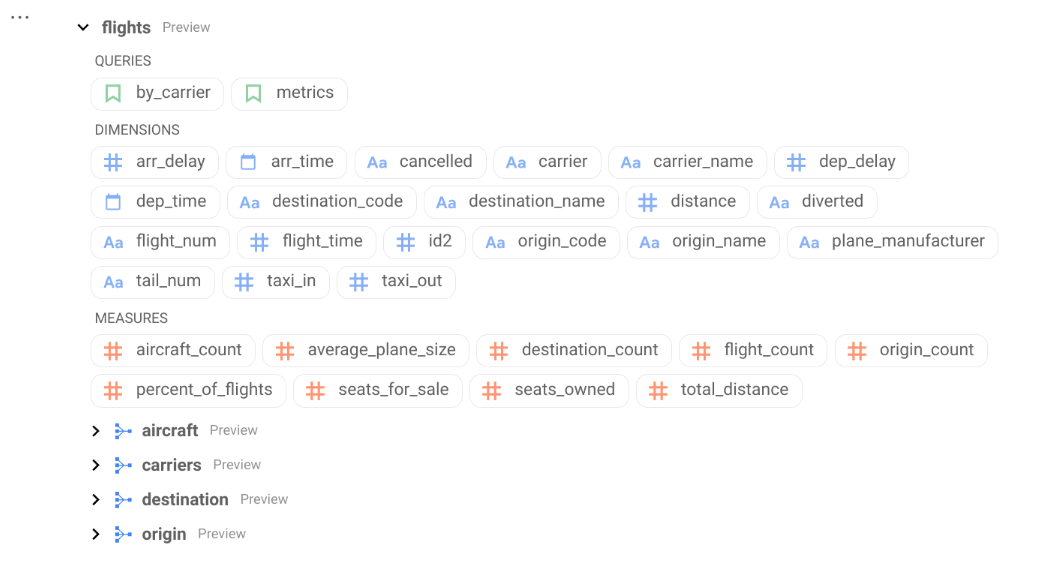 ...
flights Preview
QUERIES
by_carrier metrics
DIMENSIONS
arr_delay arr_time Aa cancelled Aa carrier Aa carrier_name dep_delay
dep_time Aa destination_code Aa destination_name distance Aa diverted
Aa flight_num flight_time id2 Aa origin_code Aa origin_name Aa plane_manufacturer
Aa tail_num taxi_in taxi_out
MEASURES
aircraft_count average_plane_size destination_count flight_count origin_count
percent_of_flights seats_for_sale seats_owned total_distance
aircraft Preview
carriers Preview
destination Preview
origin Preview